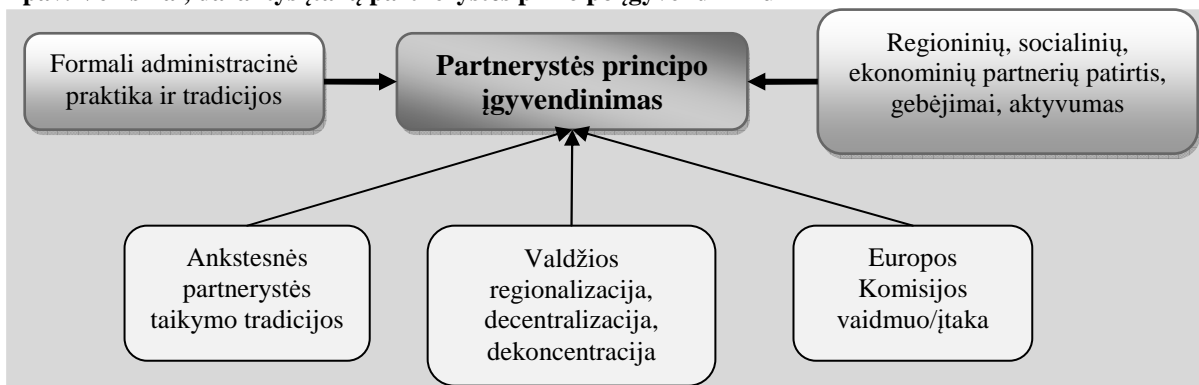 Formali administracinė
praktika ir tradicijos
Partnerystės principo
įgyvendinimas
Regioninių, socialinių,
ekonominių partnerių patirtis,
gebėjimai, aktyvumas
Ankstesnės
partnerystės
taikymo tradicijos
Valdžios
regionalizacija,
decentralizacija,
dekoncentracija
Europos
Komisijos
vaidmuo/įtaka